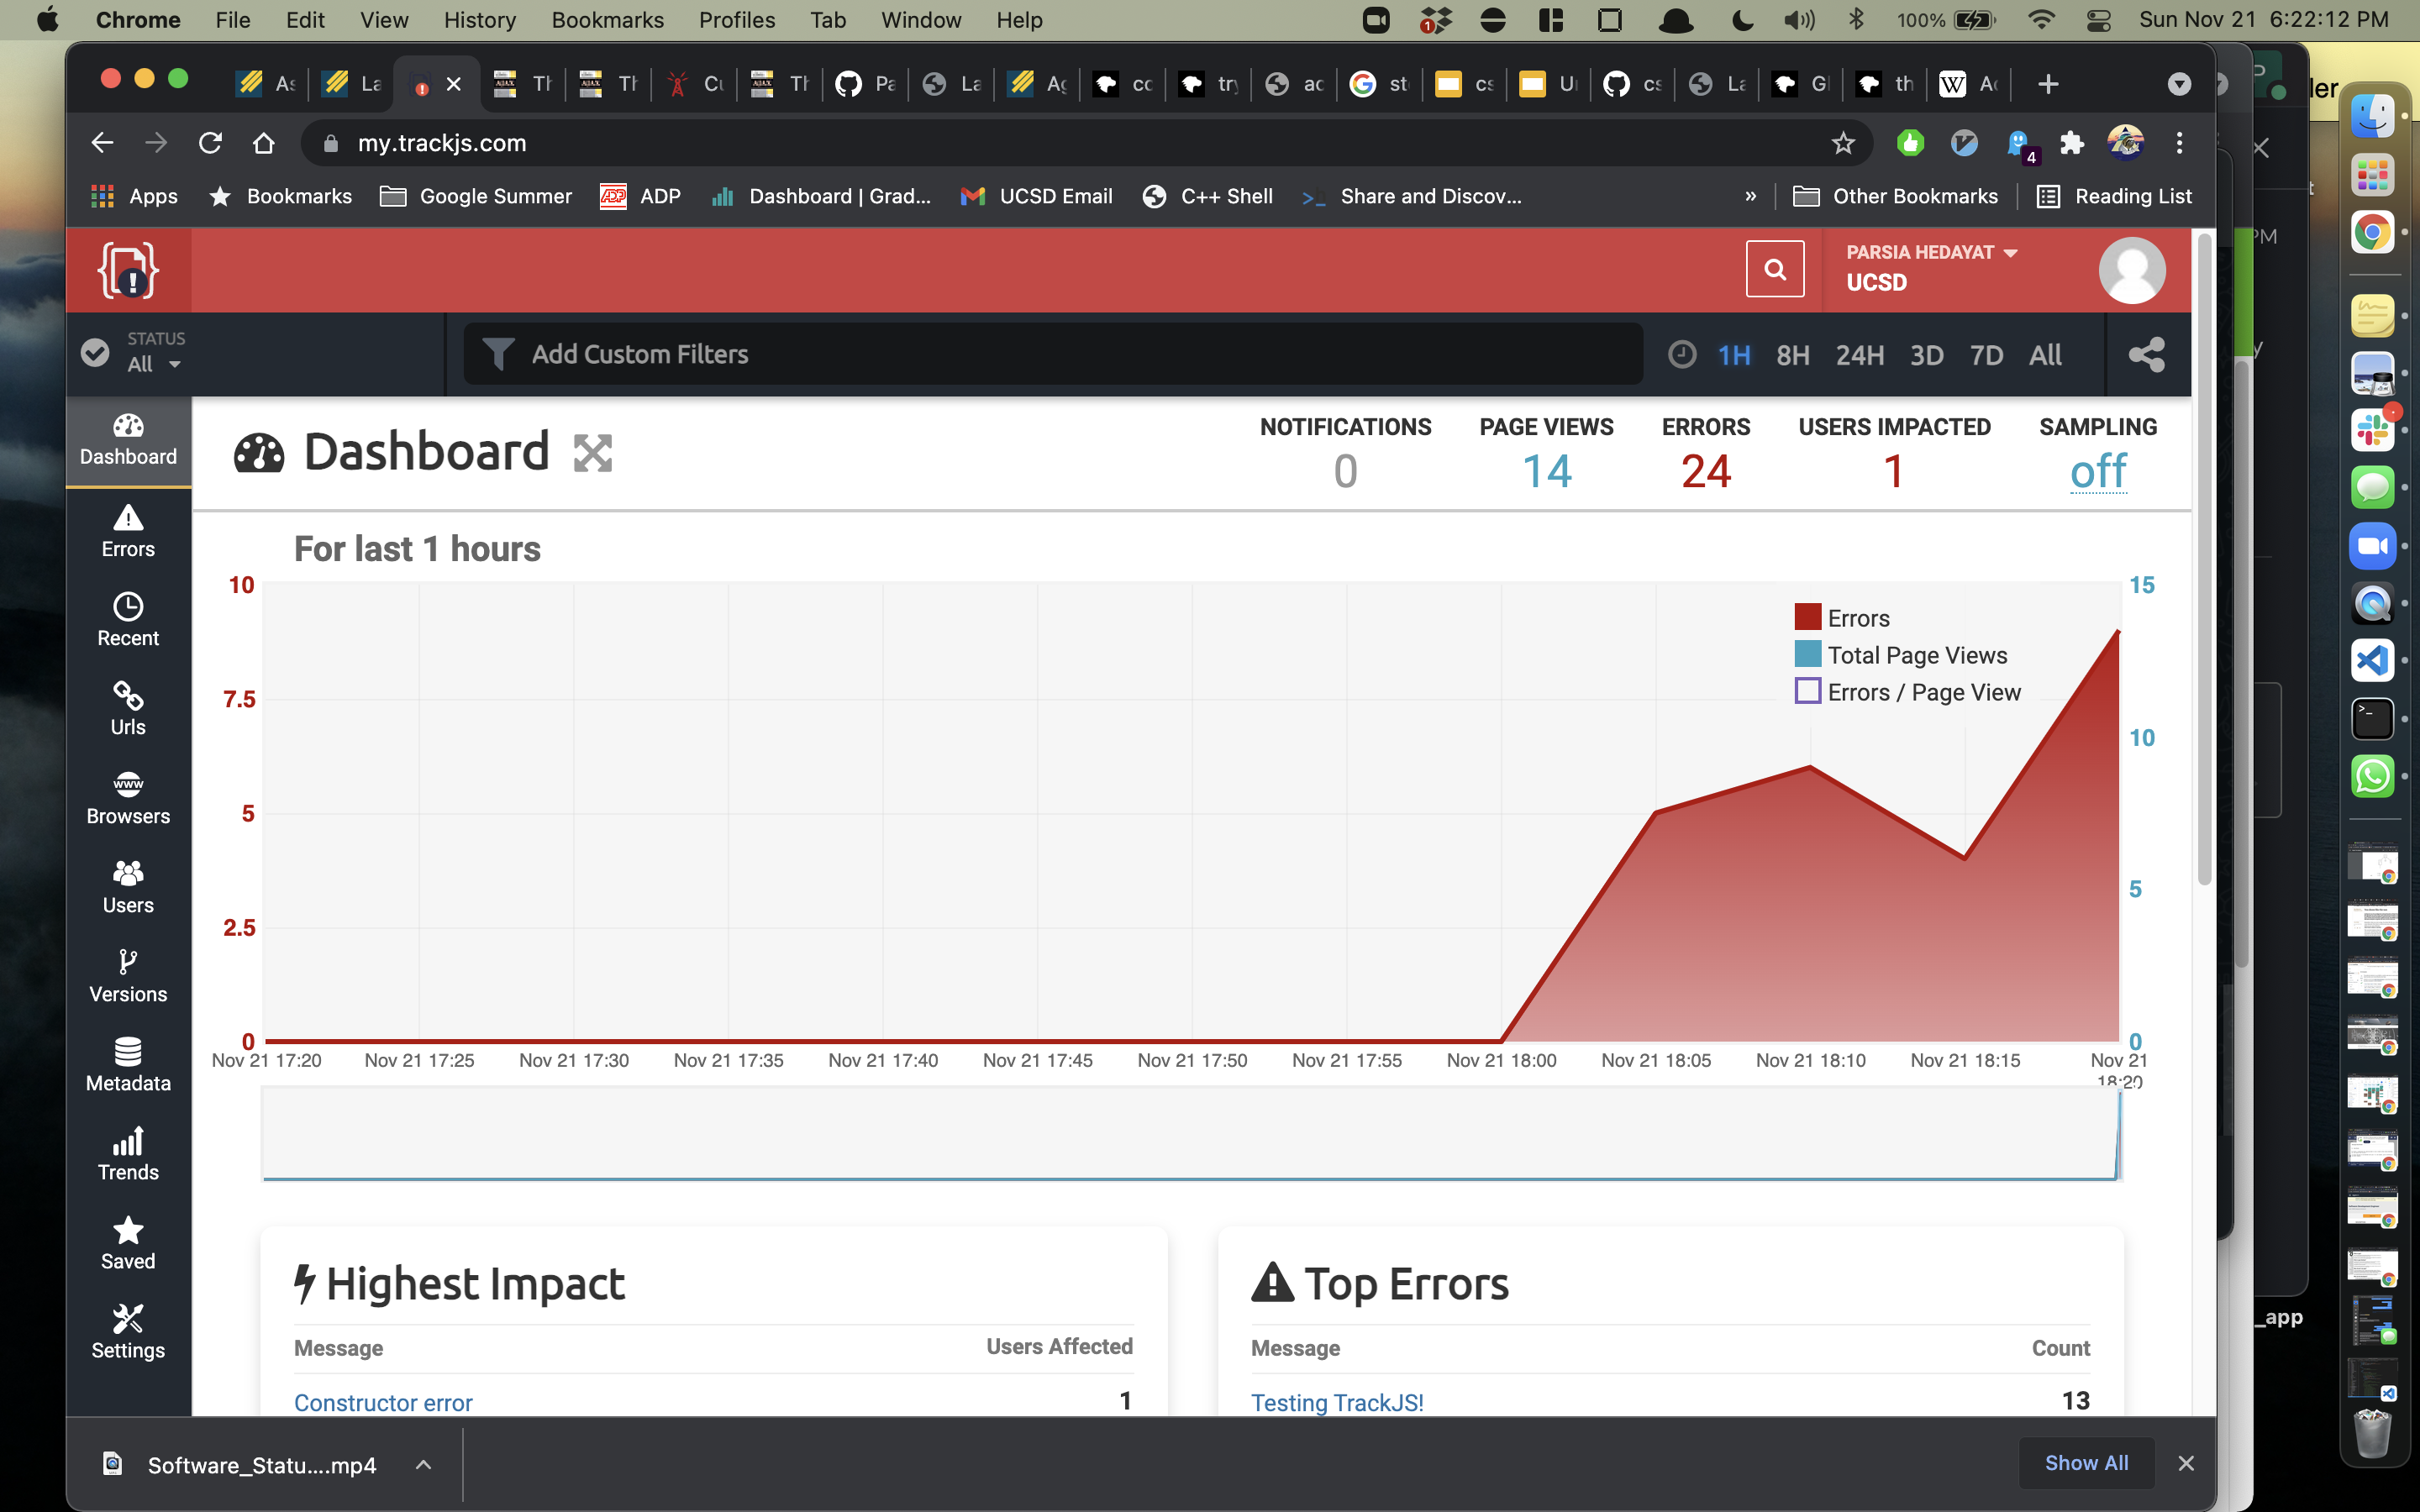 Chrome File Edit View History Bookmarks Profiles Tab Window Help
1
100%
Sun Nov 21 6:22:12 PM
As La Th Th Cu AJAX Th Pa La Ag cc try ac st cs Ui cs La Gl th Ac
my.trackjs.com
4
Apps Bookmarks Google Summer ADP Dashboard | Grad... UCSD Email C++ Shell Share and Discov... » Other Bookmarks Reading List
PARSIA HEDAYAT
UCSD
STATUS
All
Add Custom Filters
1H 8H 24H 3D 7D All
Dashboard
Errors
Recent
Urls
www
Browsers
Users
Versions
Metadata
Trends
Saved
Settings
Dashboard
NOTIFICATIONS PAGE VIEWS ERRORS USERS IMPACTED SAMPLING
0 14 24 1 off
For last 1 hours
10
7.5
5
2.5
0
15
10
5
0
Errors
Total Page Views
Errors / Page View
Nov 21 17:20 Nov 21 17:25 Nov 21 17:30 Nov 21 17:35 Nov 21 17:40 Nov 21 17:45 Nov 21 17:50 Nov 21 17:55 Nov 21 18:00 Nov 21 18:05 Nov 21 18:10 Nov 21 18:15 Nov 21
18:20
Highest Impact
Message Users Affected
Constructor error 1
Top Errors
Message Count
Testing TrackJS! 13
Software_Statu....mp4
Show All
ler
PM
_app